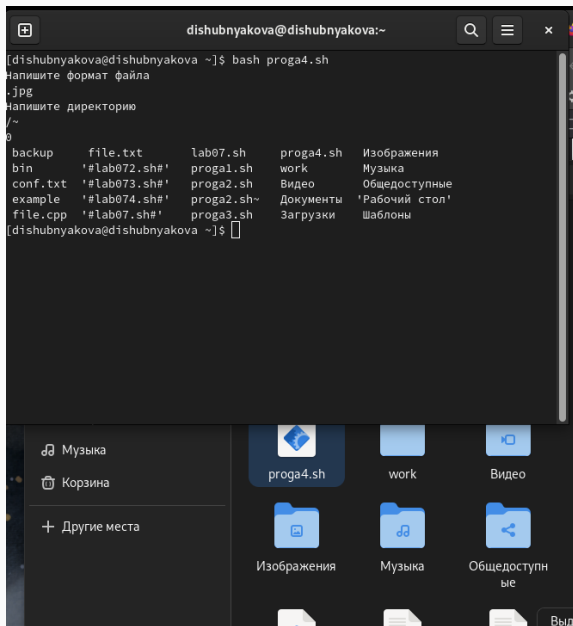 dishubnyakova@dishubnyakova:~
[dishubnyakova@dishubnyakova ~]$ bash proga4.sh
Напишите формат файла
.jpg
Напишите директорию
/~
0
backup file.txt lab07.sh proga4.sh Изображения
bin '#lab072.sh#' proga1.sh work Музыка
conf.txt '#lab073.sh#' proga2.sh Видео Общедоступные
example '#lab074.sh#' proga2.sh~ Документы 'Рабочий стол'
file.cpp '#lab07.sh#' proga3.sh Загрузки Шаблоны
[dishubnyakova@dishubnyakova ~]$
Музыка
Корзина
Другие места
proga4.sh
work
Видео
Изображения
Музыка
Общедоступн
ые